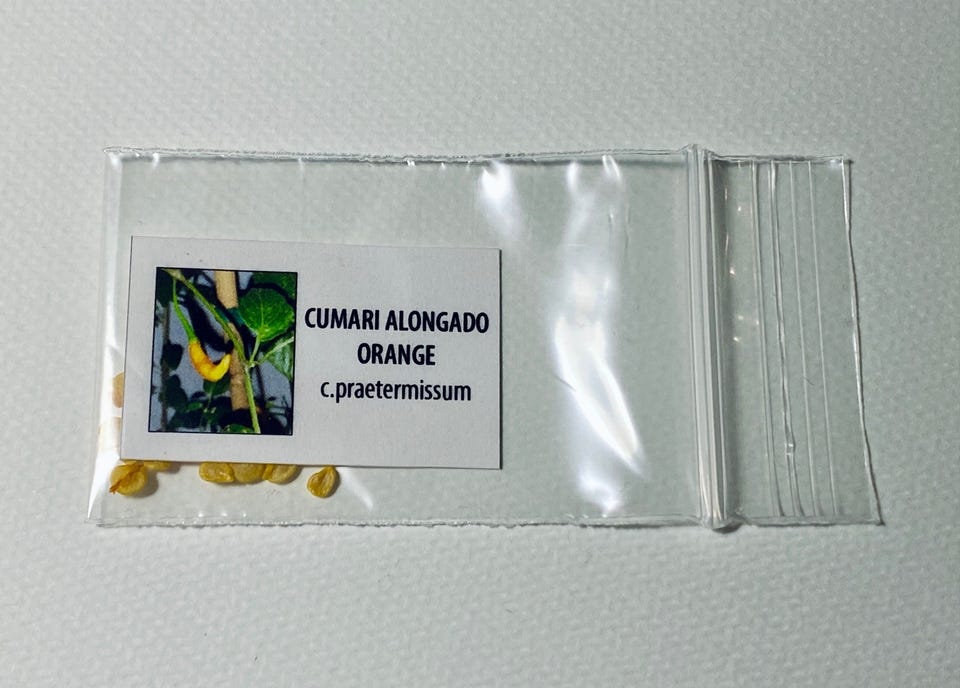 CUMARI ALONGADO
ORANGE
c.praetermissum